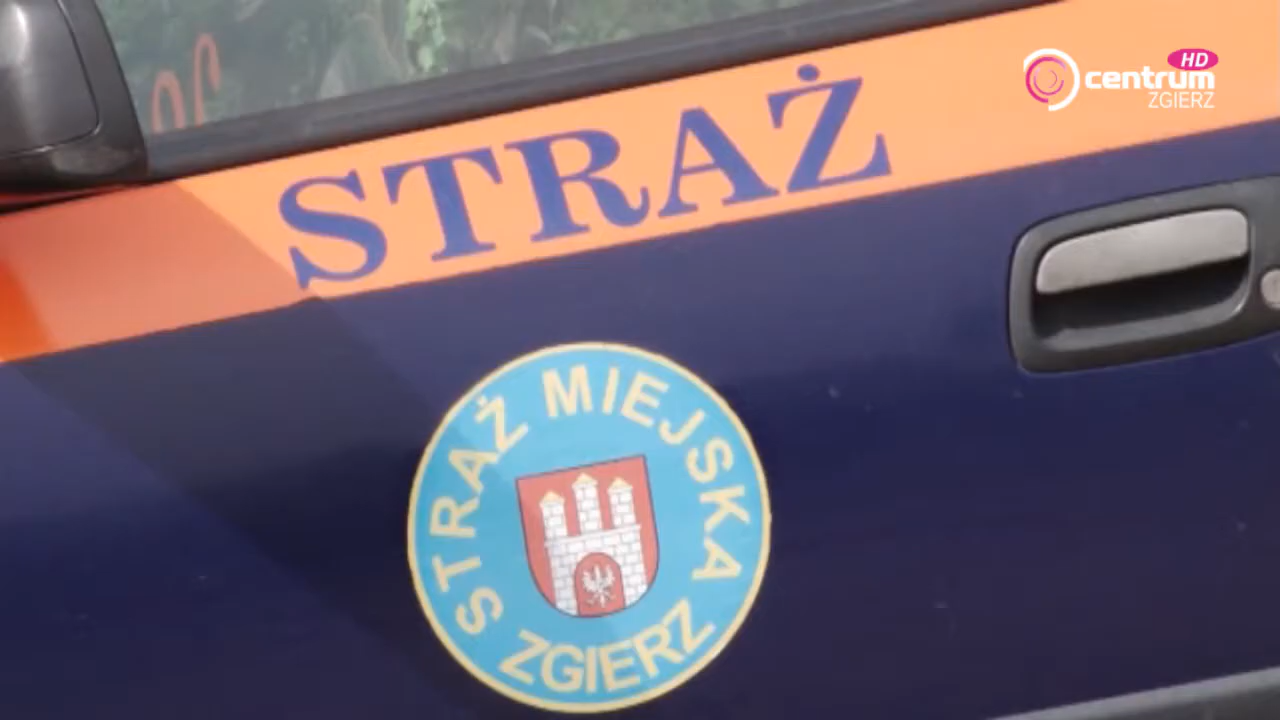 HD
centrum
ZGIERZ
STRAŻ
STRAŻ MIEJSKA
ZGIERZ